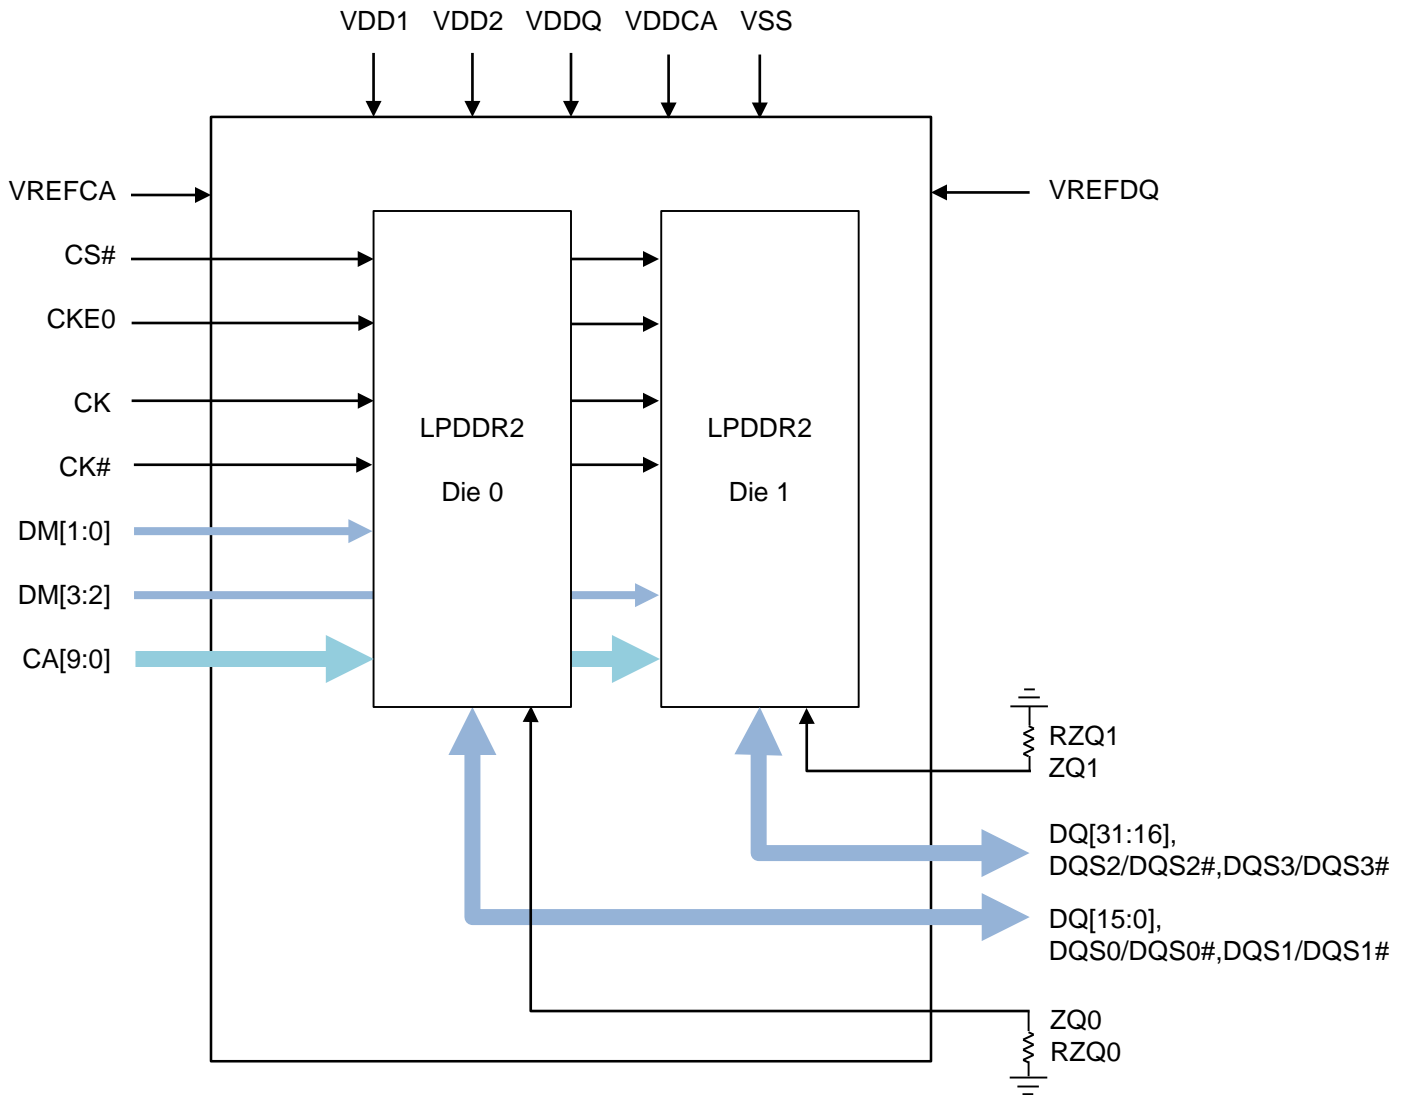 VDD1 VDD2 VDDQ VDDCA VSS
VREFCA
VREFDQ
CS#
CKE0
CK
CK#
DM[1:0]
DM[3:2]
CA[9:0]
LPDDR2
Die 0
LPDDR2
Die 1
RZQ1
ZQ1
DQ[31:16],
DQS2/DQS2#,DQS3/DQS3#
DQ[15:0],
DQS0/DQS0#,DQS1/DQS1#
ZQ0
RZQ0